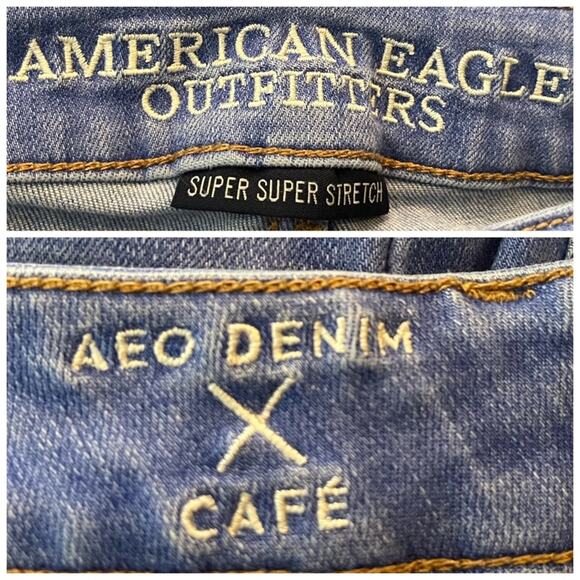 AMERICAN EAGLE
OUTFITTERS
SUPER SUPER STRETCH
AEO DENIM
X
CAFÉ